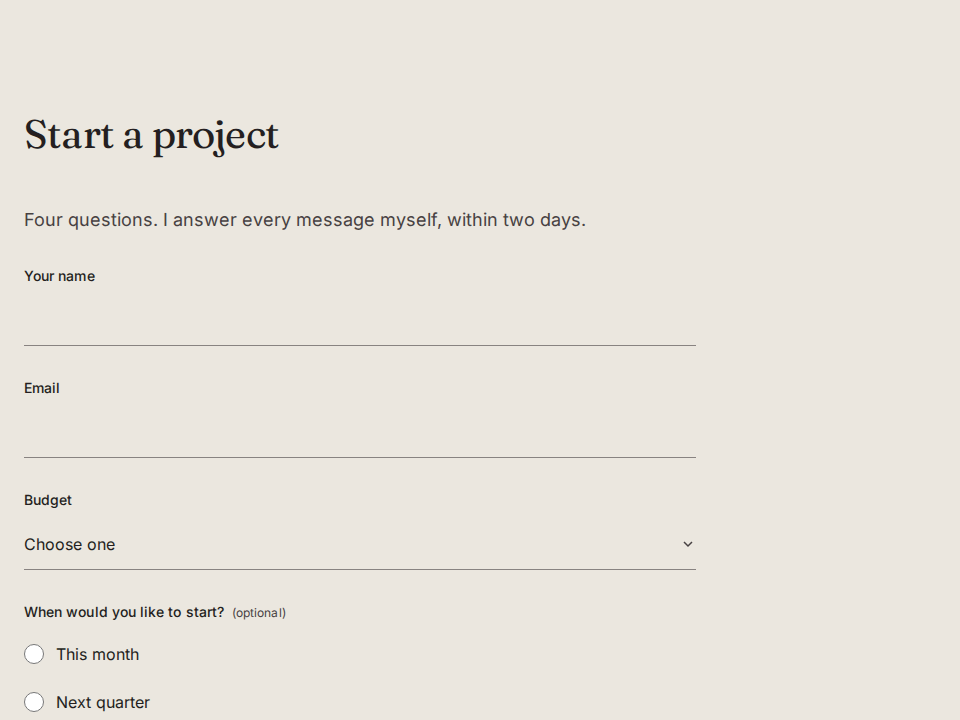 Start a project
Four questions. I answer every message myself, within two days.
Your name
Email
Budget
Choose one
When would you like to start? (optional)
This month
Next quarter